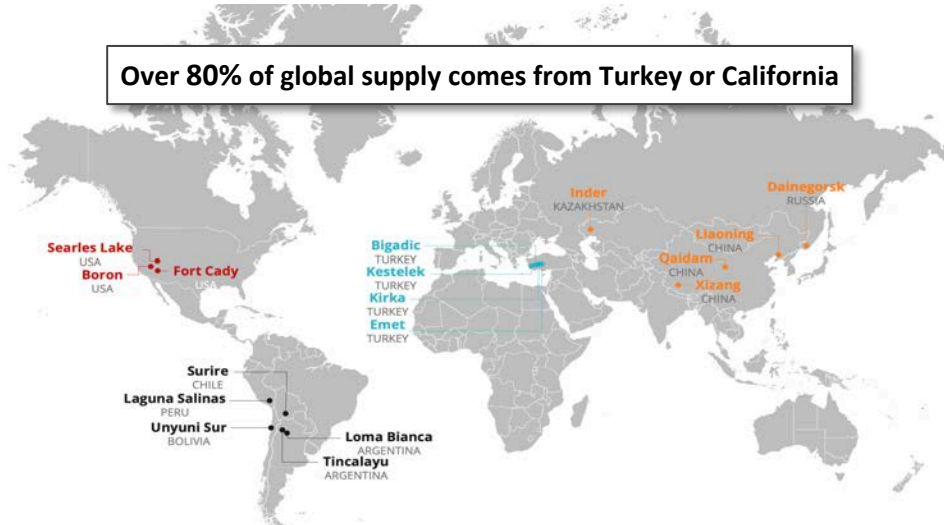 Over 80% of global supply comes from Turkey or California
Searles Lake
USA
Boron
USA
Fort Cady
USA
Bigadic
TURKEY
Kestelek
TURKEY
Kirka
TURKEY
Emet
TURKEY
Inder
KAZAKHSTAN
Dainegorsk
RUSSIA
Liaoning
CHINA
Qaidam
CHINA
Xizang
CHINA
Surire
CHILE
Laguna Salinas
PERU
Unyuni Sur
BOLIVIA
Loma Bianca
ARGENTINA
Tincalayu
ARGENTINA